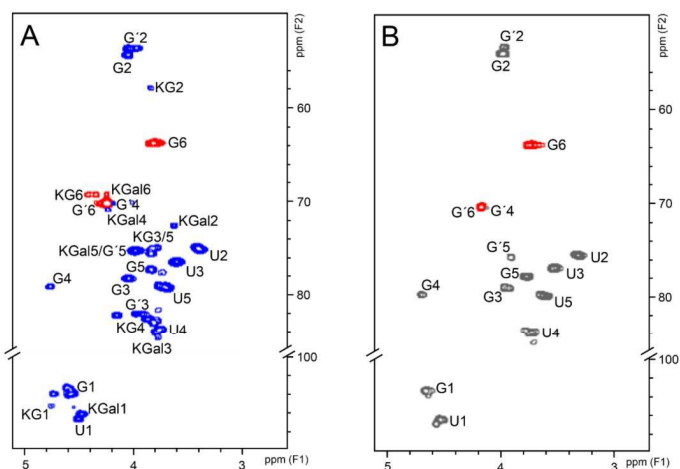 A
ppm (F2)
G´2
G2
KG2
60
G6
KG6
KGal6
70
G´6
G´4
KGal4
KGal2
KG3/5
KGal5/G´5
U2
G5
U3
G4
G3
80
U5
G´3
KG4
U4
KGal3
100
G1
KG1
KGal1
U1
5
4
3
ppm (F1)
B
ppm (F2)
G´2
G2
60
G6
70
G´6
G´4
G´5
U2
G5
U3
G4
G3
80
U5
U4
100
G1
U1
5
4
3
ppm (F1)